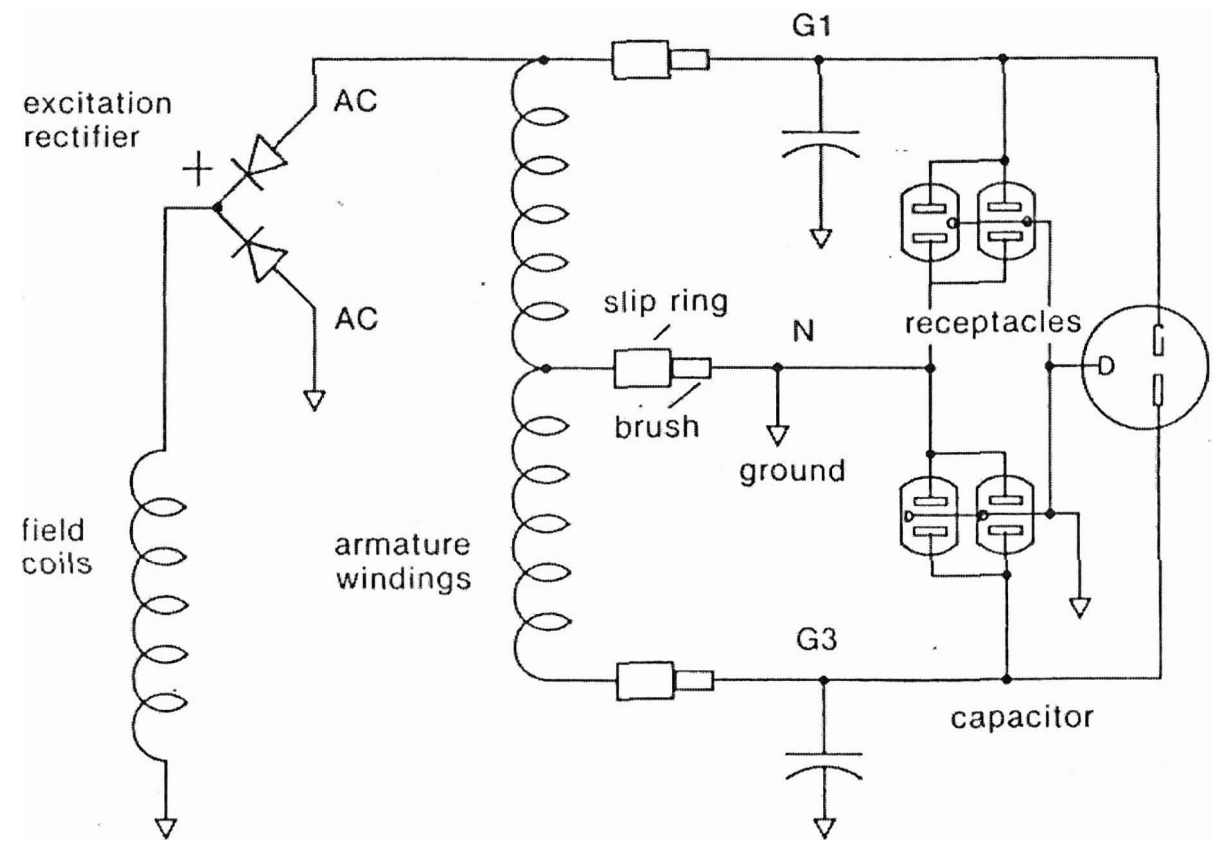 G1
excitation
rectifier
AC
+
AC
slip ring
N
receptacles
brush
ground
field
coils
armature
windings
G3
capacitor